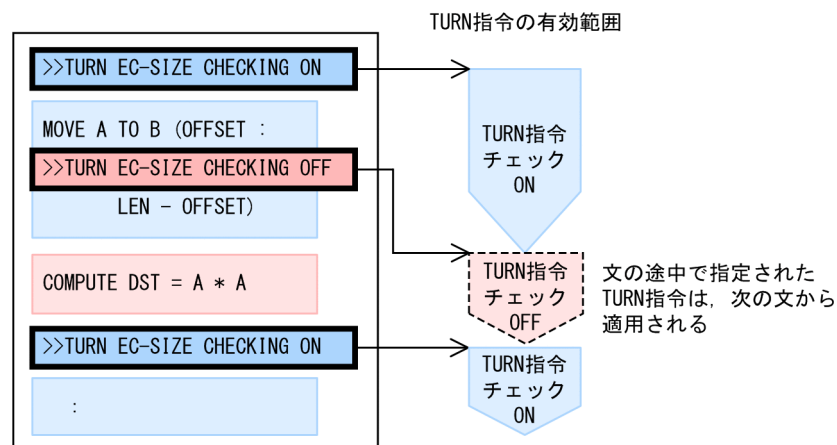 TURN指令の有効範囲
>>TURN EC-SIZE CHECKING ON
MOVE A TO B (OFFSET :
>>TURN EC-SIZE CHECKING OFF
LEN - OFFSET)
COMPUTE DST = A * A
>>TURN EC-SIZE CHECKING ON
:
TURN指令
チェック
ON
TURN指令
チェック
OFF
文の途中で指定された
TURN指令は，次の文から
適用される
TURN指令
チェック
ON